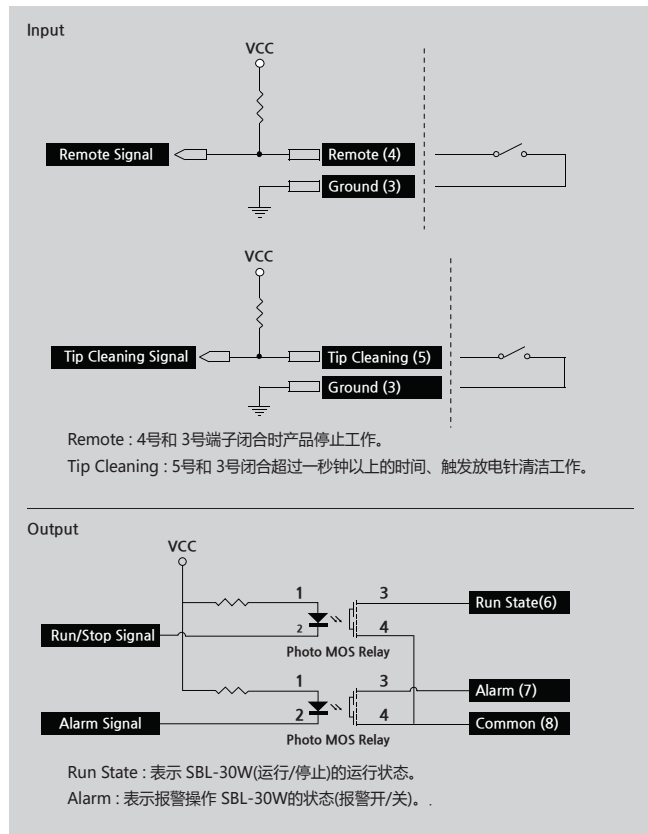 Input
VCC
Remote Signal
Remote (4)
Ground (3)
VCC
Tip Cleaning Signal
Tip Cleaning (5)
Ground (3)
Remote : 4号和 3号端子闭合时产品停止工作。
Tip Cleaning : 5号和 3号闭合超过一秒钟以上的时间、触发放电针清洁工作。
Output
VCC
1
3
Run State(6)
Run/Stop Signal
2
4
Photo MOS Relay
1
3
Alarm (7)
Alarm Signal
2
4
Common (8)
Photo MOS Relay
Run State : 表示 SBL-30W(运行/停止)的运行状态。
Alarm : 表示报警操作 SBL-30W的状态(报警开/关)。.